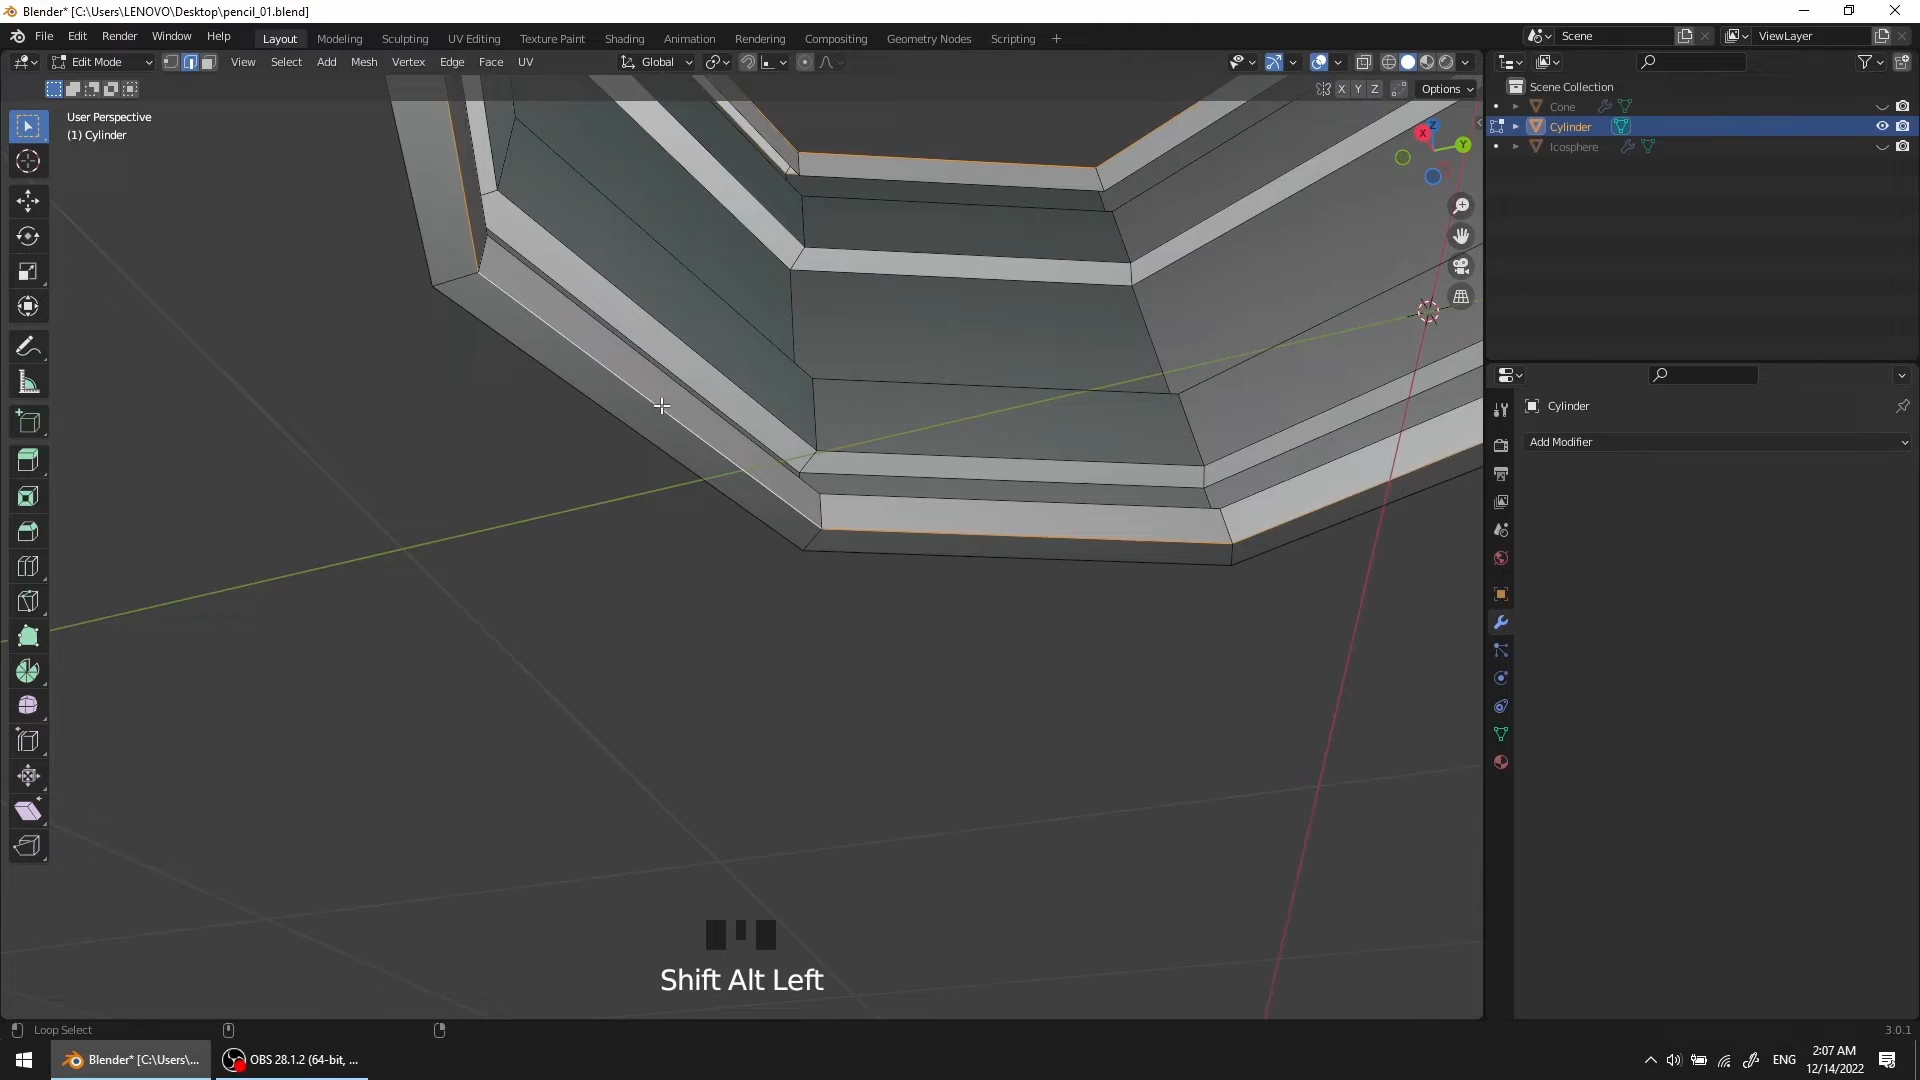 Blender* [C:\Users\LENOVO\Desktop\pencil_01.blend]
File Edit Render Window Help Layout Modeling Sculpting UV Editing Texture Paint Shading Animation Rendering Compositing Geometry Nodes Scripting + Scene ViewLayer
Edit Mode View Select Add Mesh Vertex Edge Face UV Global
X Y Z Options
Scene Collection
Cone
Cylinder
Icosphere
User Perspective
(1) Cylinder
X Z Y
Cylinder
Add Modifier
Shift Alt Left
Loop Select
3.0.1
Blender* [C:\Users\... OBS 28.1.2 (64-bit, ... ENG 2:07 AM
12/14/2022